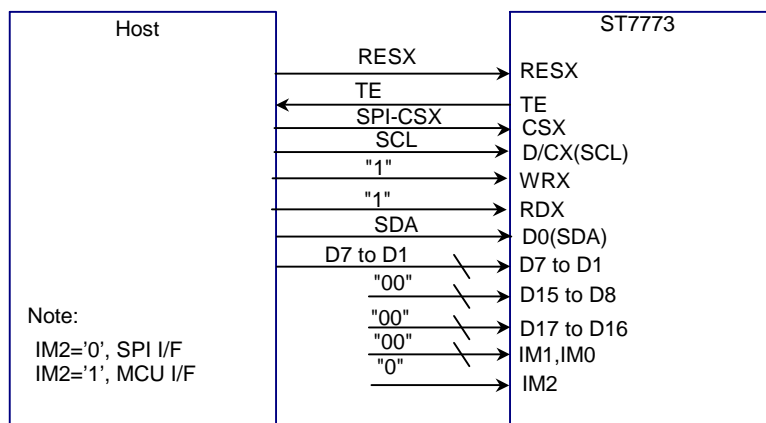 Host
ST7773
RESX
RESX
TE
TE
SPI-CSX
CSX
SCL
D/CX(SCL)
"1"
WRX
"1"
RDX
SDA
D0(SDA)
D7 to D1
D7 to D1
"00"
D15 to D8
"00"
D17 to D16
"00"
IM1,IM0
"0"
IM2
Note:
IM2='0', SPI I/F
IM2='1', MCU I/F